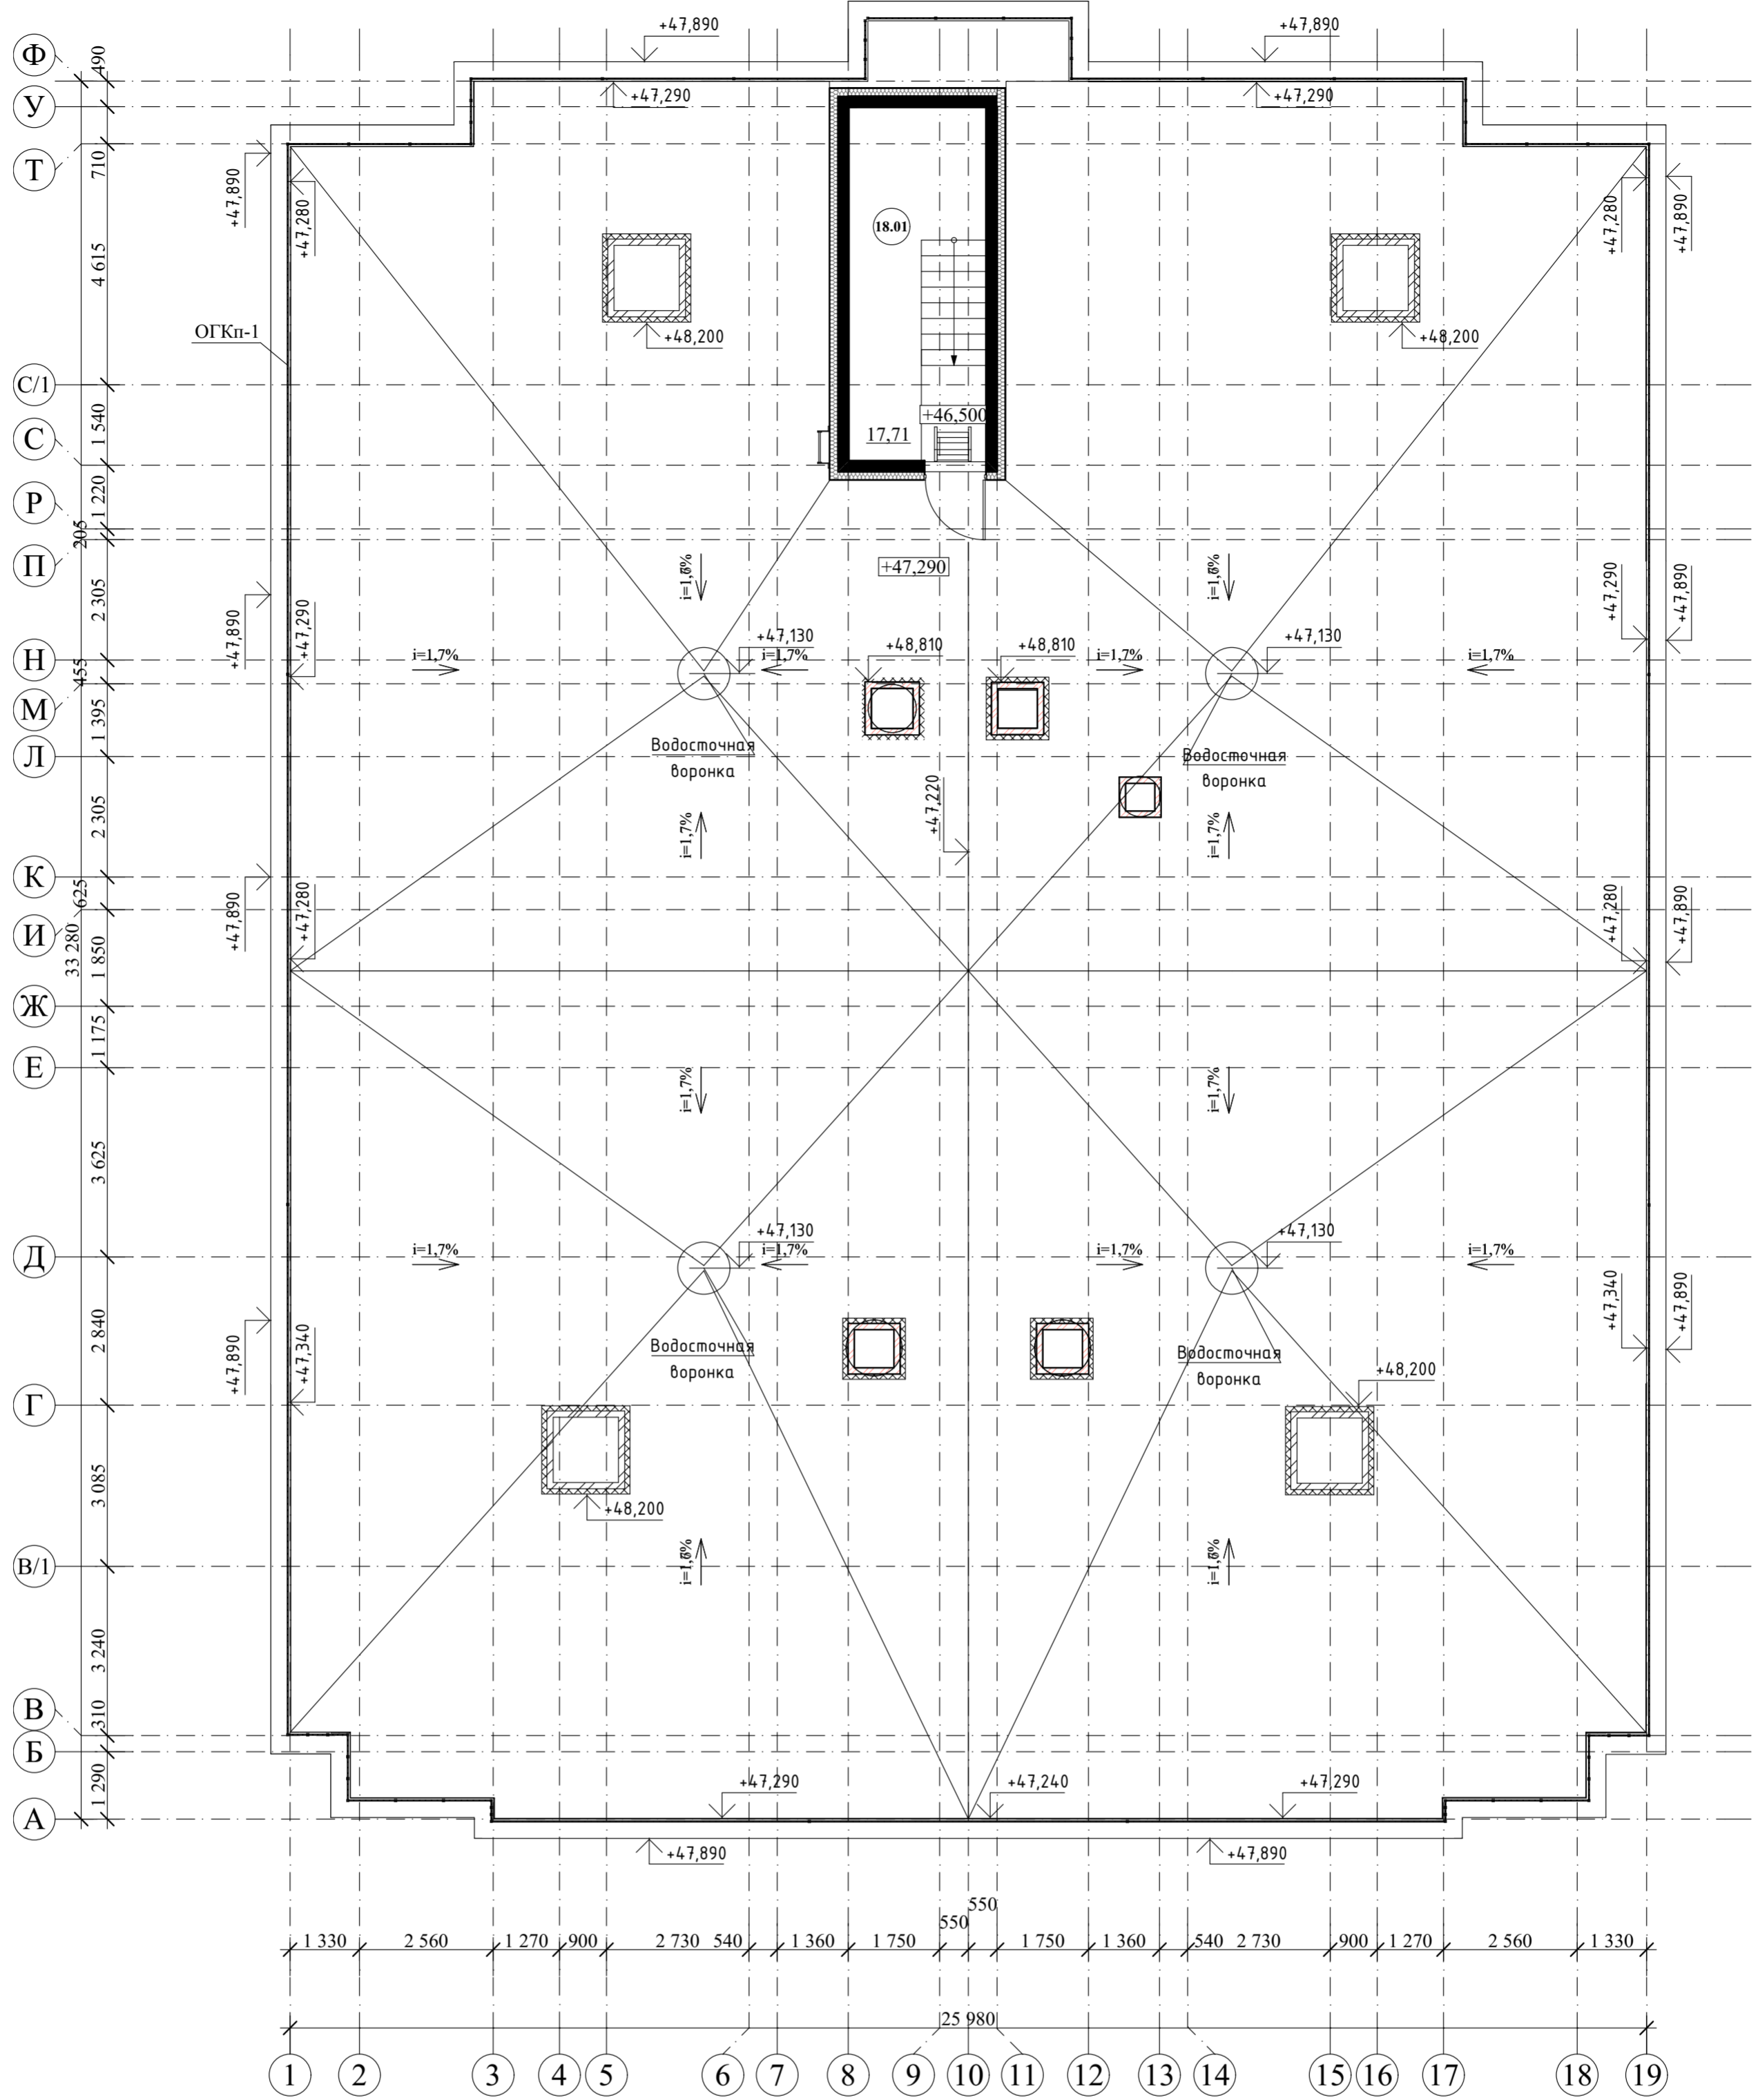 +47,890
+47,890
Ф
490
+47,290
+47,290
У
Т
710
+47,890
+47,280
+47,280
+47,890
18.01
4 615
ОГКп-1
+48,200
+48,200
С/1
1 540
+46,500
С
17,71
1 220
Р
205
П
+47,290
2 305
+47,890
+47,290
+47,290
+47,890
Н
455
i=1,7%
+47,130
i=1,7%
+48,810
+48,810
i=1,7%
+47,130
i=1,7%
М
1 395
Л
Водосточная
воронка
Водосточная
воронка
2 305
i=1,7%
+47,220
i=1,7%
К
625
+47,890
+47,280
+47,280
+47,890
И
33 280
1 850
Ж
1 175
Е
i=1,7%
i=1,7%
3 625
Д
i=1,7%
+47,130
i=1,7%
i=1,7%
+47,130
i=1,7%
2 840
+47,890
+47,340
+47,340
+47,890
Водосточная
воронка
Водосточная
воронка
+48,200
Г
3 085
+48,200
В/1
3 240
В
310
Б
1 290
+47,290
+47,240
+47,290
А
+47,890
+47,890
550
550
1 330
2 560
1 270
900
2 730
540
1 360
1 750
1 750
1 360
540
2 730
900
1 270
2 560
1 330
25 980
1
2
3
4
5
6
7
8
9
10
11
12
13
14
15
16
17
18
19